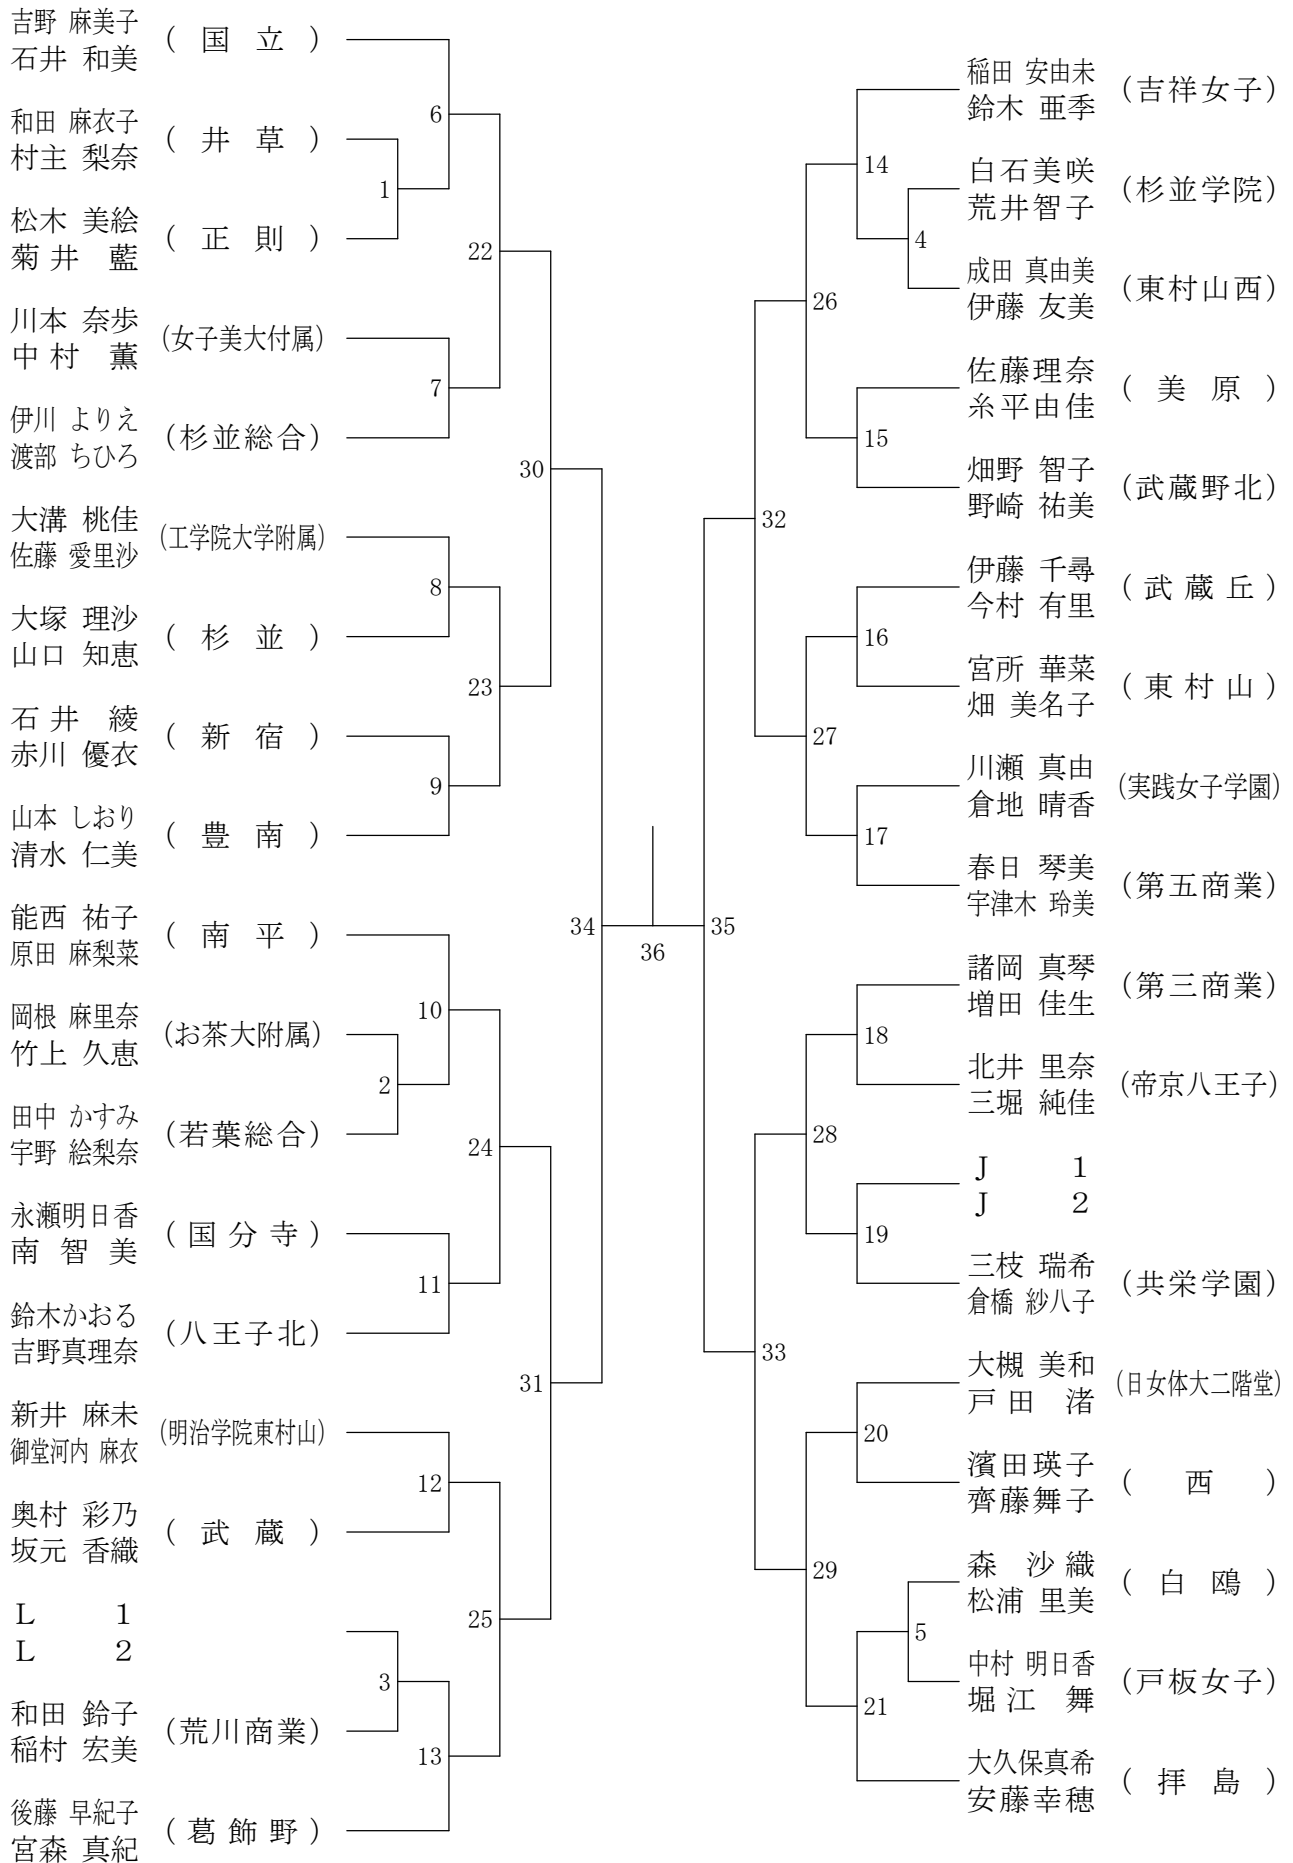 吉野 麻美子
石井 和美
( 国 立 )
和田 麻衣子
村主 梨奈
( 井 草 )
松木 美絵
菊井 藍
( 正 則 )
川本 奈歩
中村 薫
(女子美大付属)
伊川 よりえ
渡部 ちひろ
(杉並総合)
大溝 桃佳
佐藤 愛里沙
(工学院大学附属)
大塚 理沙
山口 知恵
( 杉 並 )
石井 綾
赤川 優衣
( 新 宿 )
山本 しおり
清水 仁美
( 豊 南 )
能西 祐子
原田 麻梨菜
( 南 平 )
岡根 麻里奈
竹上 久恵
(お茶大附属)
田中 かすみ
宇野 絵梨奈
(若葉総合)
永瀬明日香
南 智 美
( 国 分 寺 )
鈴木かおる
吉野真理奈
(八王子北)
新井 麻未
御堂河内 麻衣
(明治学院東村山)
奥村 彩乃
坂元 香織
( 武 蔵 )
L 1
L 2
和田 鈴子
稲村 宏美
(荒川商業)
後藤 早紀子
宮森 真紀
( 葛 飾 野 )
6
1
22
7
30
8
23
9
34
10
2
24
11
31
12
25
3
13
36
35
14
4
26
15
32
16
27
17
18
28
19
33
20
29
5
21
稲田 安由未
鈴木 亜季
(吉祥女子)
白石美咲
荒井智子
(杉並学院)
成田 真由美
伊藤 友美
(東村山西)
佐藤理奈
糸平由佳
( 美 原 )
畑野 智子
野崎 祐美
(武蔵野北)
伊藤 千尋
今村 有里
( 武 蔵 丘 )
宮所 華菜
畑 美名子
( 東 村 山 )
川瀬 真由
倉地 晴香
(実践女子学園)
春日 琴美
宇津木 玲美
(第五商業)
諸岡 真琴
増田 佳生
(第三商業)
北井 里奈
三堀 純佳
(帝京八王子)
J 1
J 2
三枝 瑞希
倉橋 紗八子
(共栄学園)
大槻 美和
戸田 渚
(日女体大二階堂)
濱田瑛子
齊藤舞子
( 西 )
森 沙織
松浦 里美
( 白 鴎 )
中村 明日香
堀江 舞
(戸板女子)
大久保真希
安藤幸穂
( 拝 島 )